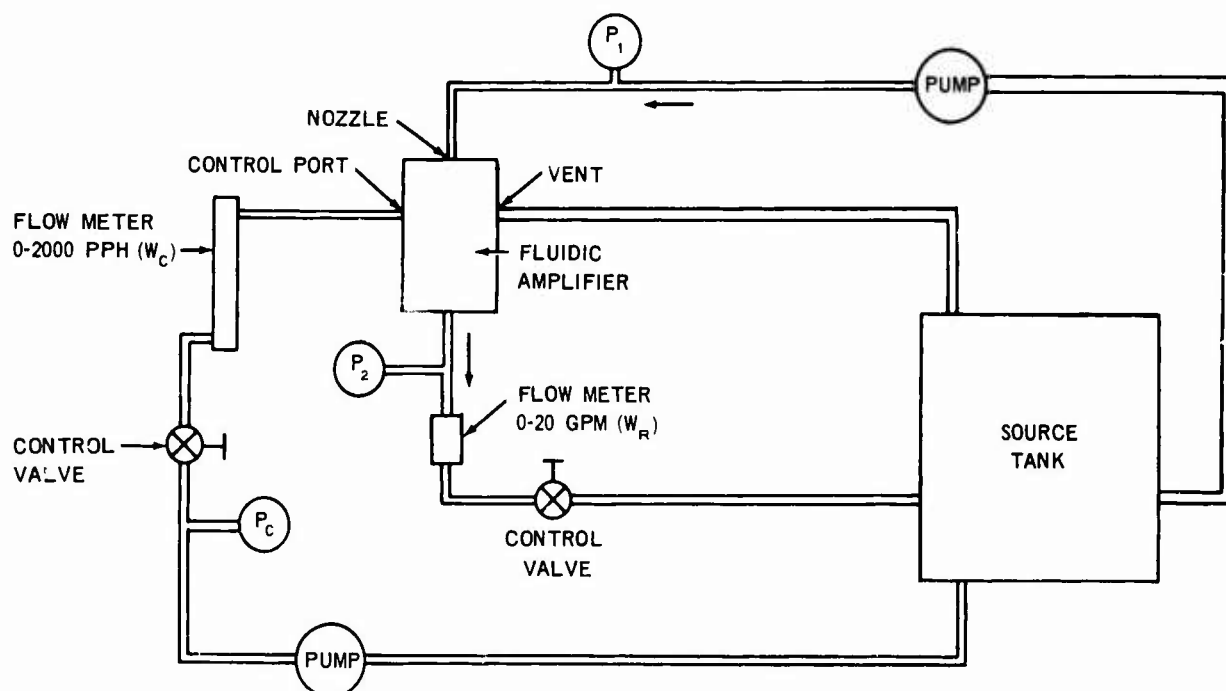 P1
PUMP
NOZZLE
CONTROL PORT
VENT
FLOW METER
0-2000 PPH (WC)
FLUIDIC
AMPLIFIER
P2
FLOW METER
0-20 GPM (WR)
SOURCE
TANK
CONTROL
VALVE
PC
CONTROL
VALVE
PUMP